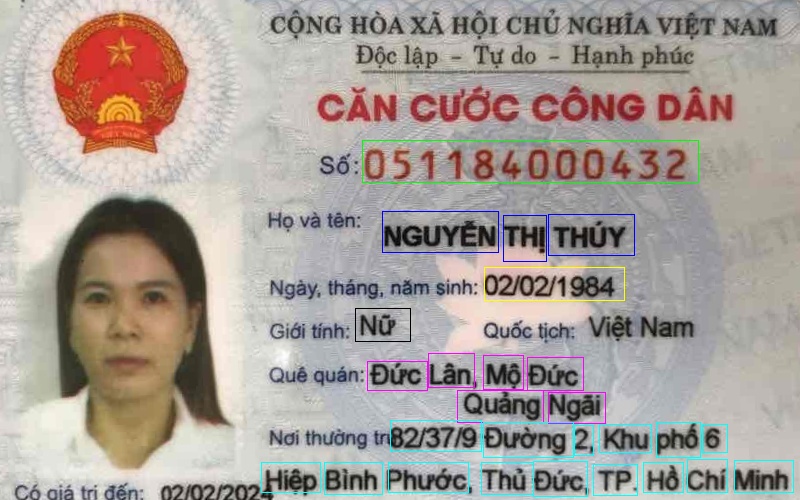 CỘNG HÒA XÃ HỘI CHỦ NGHĨA VIỆT NAM
Độc lập - Tự do - Hạnh phúc
CĂN CƯỚC CÔNG DÂN
Số: 051184000432
Họ và tên: NGUYỄN THỊ THÚY
Ngày, tháng, năm sinh: 02/02/1984
Giới tính: Nữ Quốc tịch: Việt Nam
Quê quán: Đức Lân, Mộ Đức
Quảng Ngãi
Nơi thường trú 82/37/9 Đường 2, Khu phố 6
Hiệp Bình Phước, Thủ Đức, TP. Hồ Chí Minh
Có giá trị đến: 02/02/2024